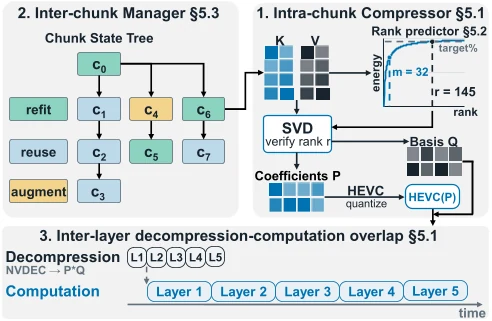 2. Inter-chunk Manager §5.3
Chunk State Tree
c0
refit
c1
c4
c6
reuse
c2
c5
c7
augment
c3
1. Intra-chunk Compressor §5.1
K
V
Rank predictor §5.2
target%
energy
m = 32
r = 145
rank
SVD
verify rank r
Basis Q
Coefficients P
HEVC
quantize
HEVC(P)
3. Inter-layer decompression-computation overlap §5.1
Decompression
L1
L2
L3
L4
L5
NVDEC → P*Q
Computation
Layer 1
Layer 2
Layer 3
Layer 4
Layer 5
time